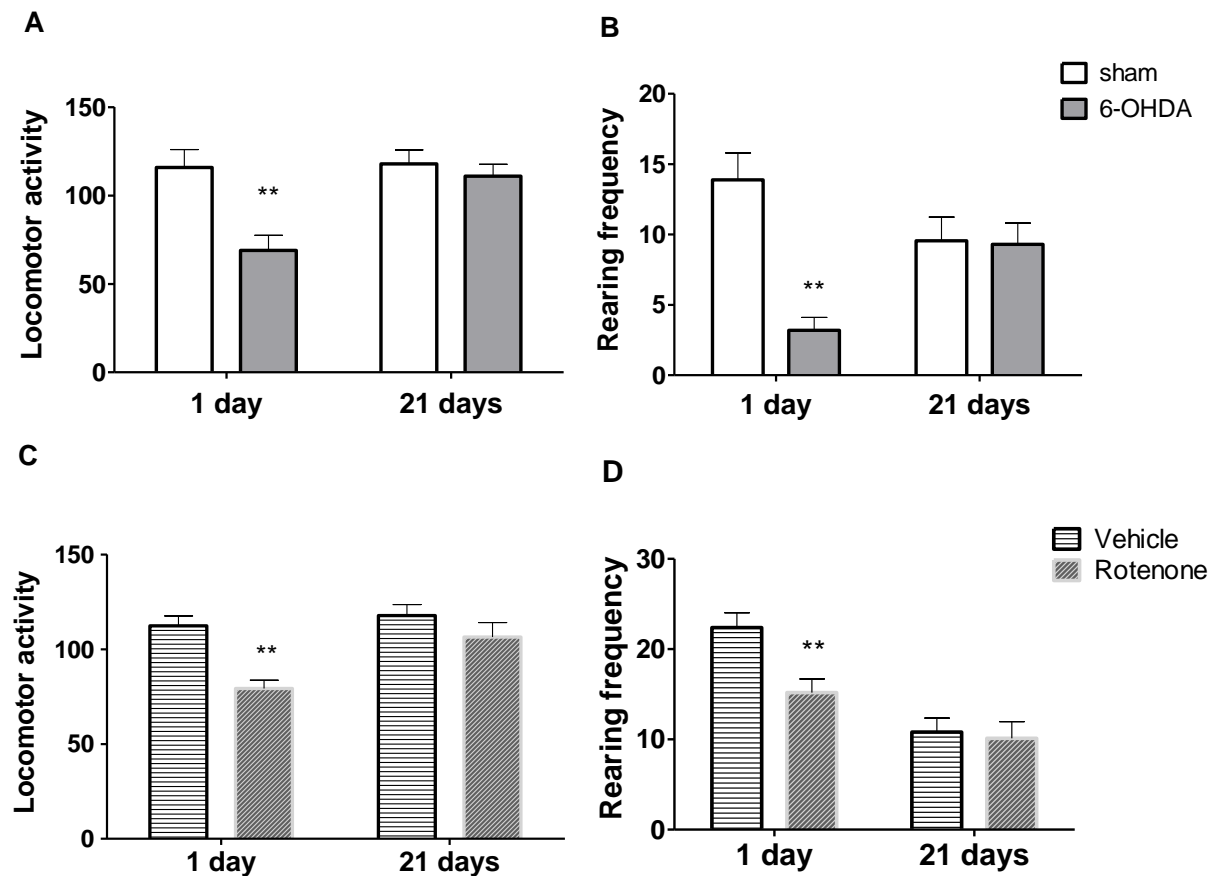 A
B
sham
6-OHDA
Locomotor activity
150
100
50
0
**
1 day
21 days
Rearing frequency
20
15
10
5
0
**
1 day
21 days
C
D
Vehicle
Rotenone
Locomotor activity
150
100
50
0
**
1 day
21 days
Rearing frequency
30
20
10
0
**
1 day
21 days